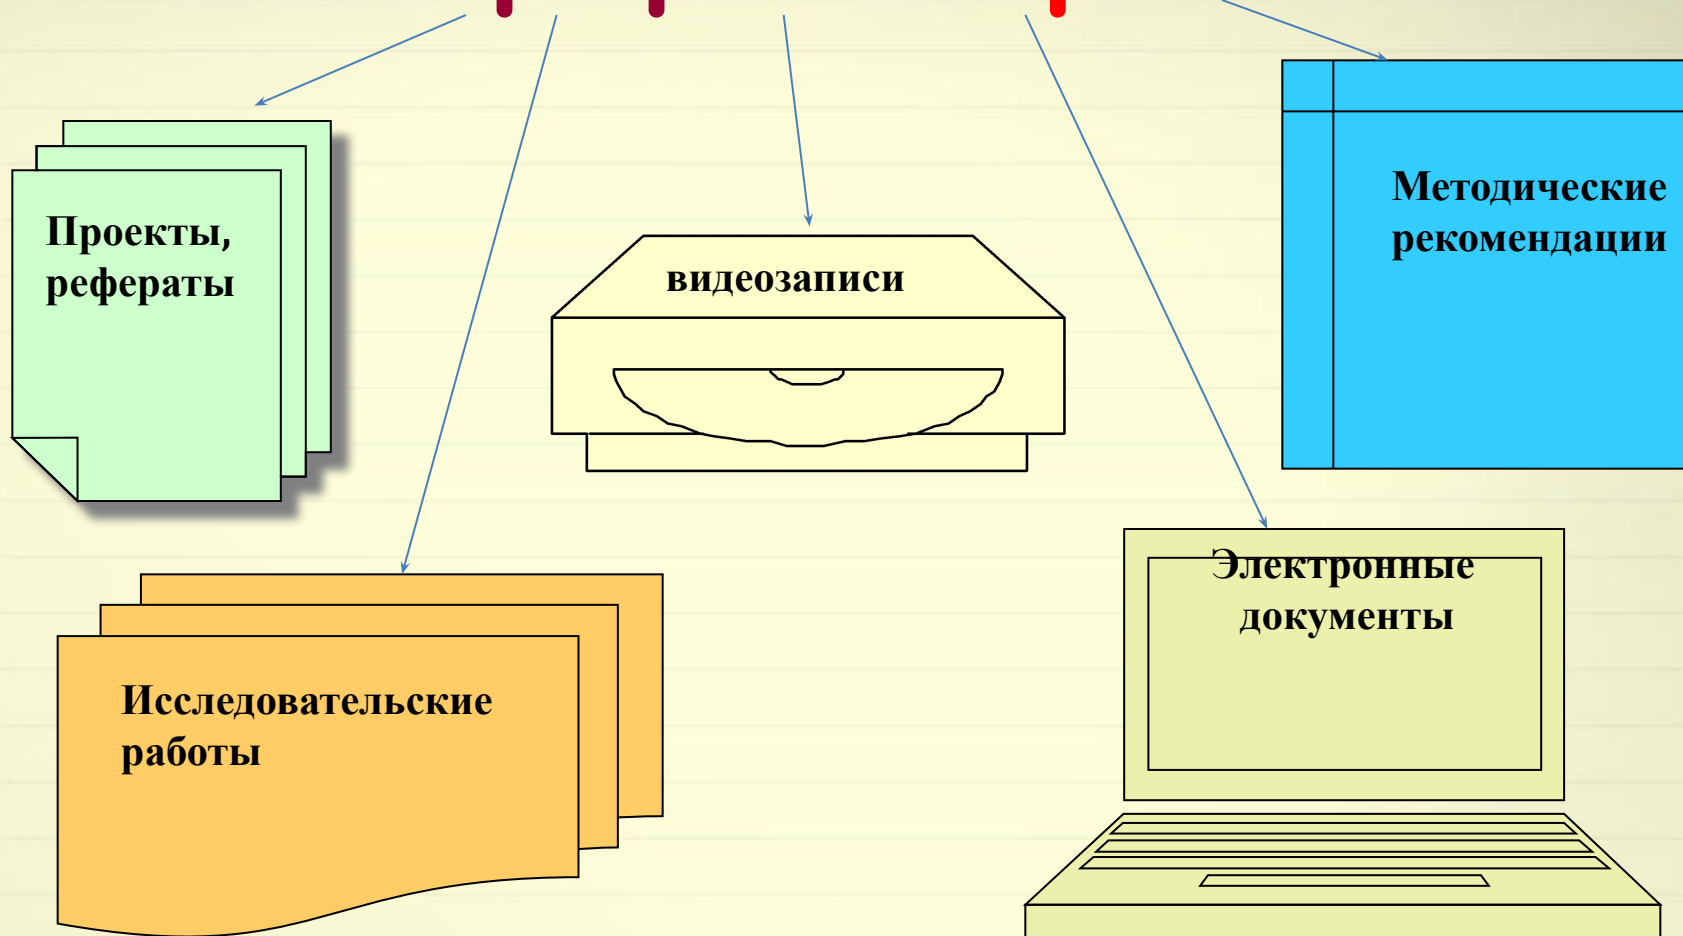 Проекты,
рефераты
видеозаписи
Методические
рекомендации
Исследовательские
работы
Электронные
документы